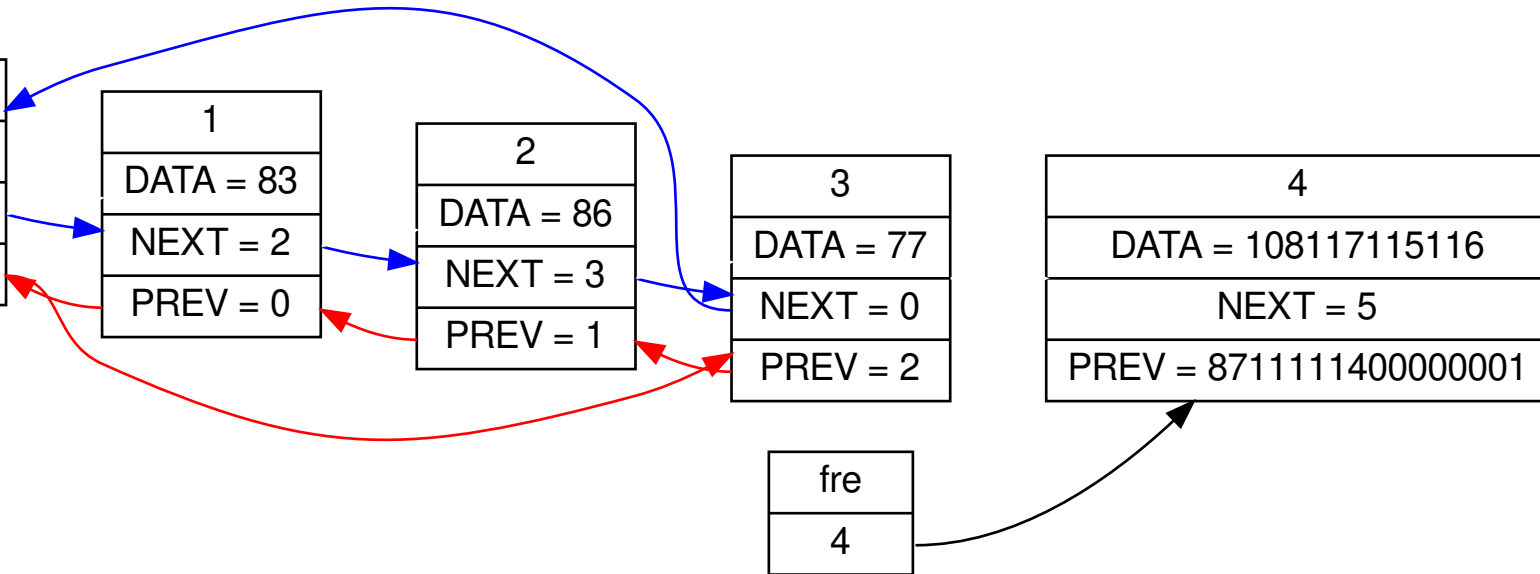 1
DATA = 83
NEXT = 2
PREV = 0
2
DATA = 86
NEXT = 3
PREV = 1
3
DATA = 77
NEXT = 0
PREV = 2
4
DATA = 108117115116
NEXT = 5
PREV = 8711111400000001
fre
4